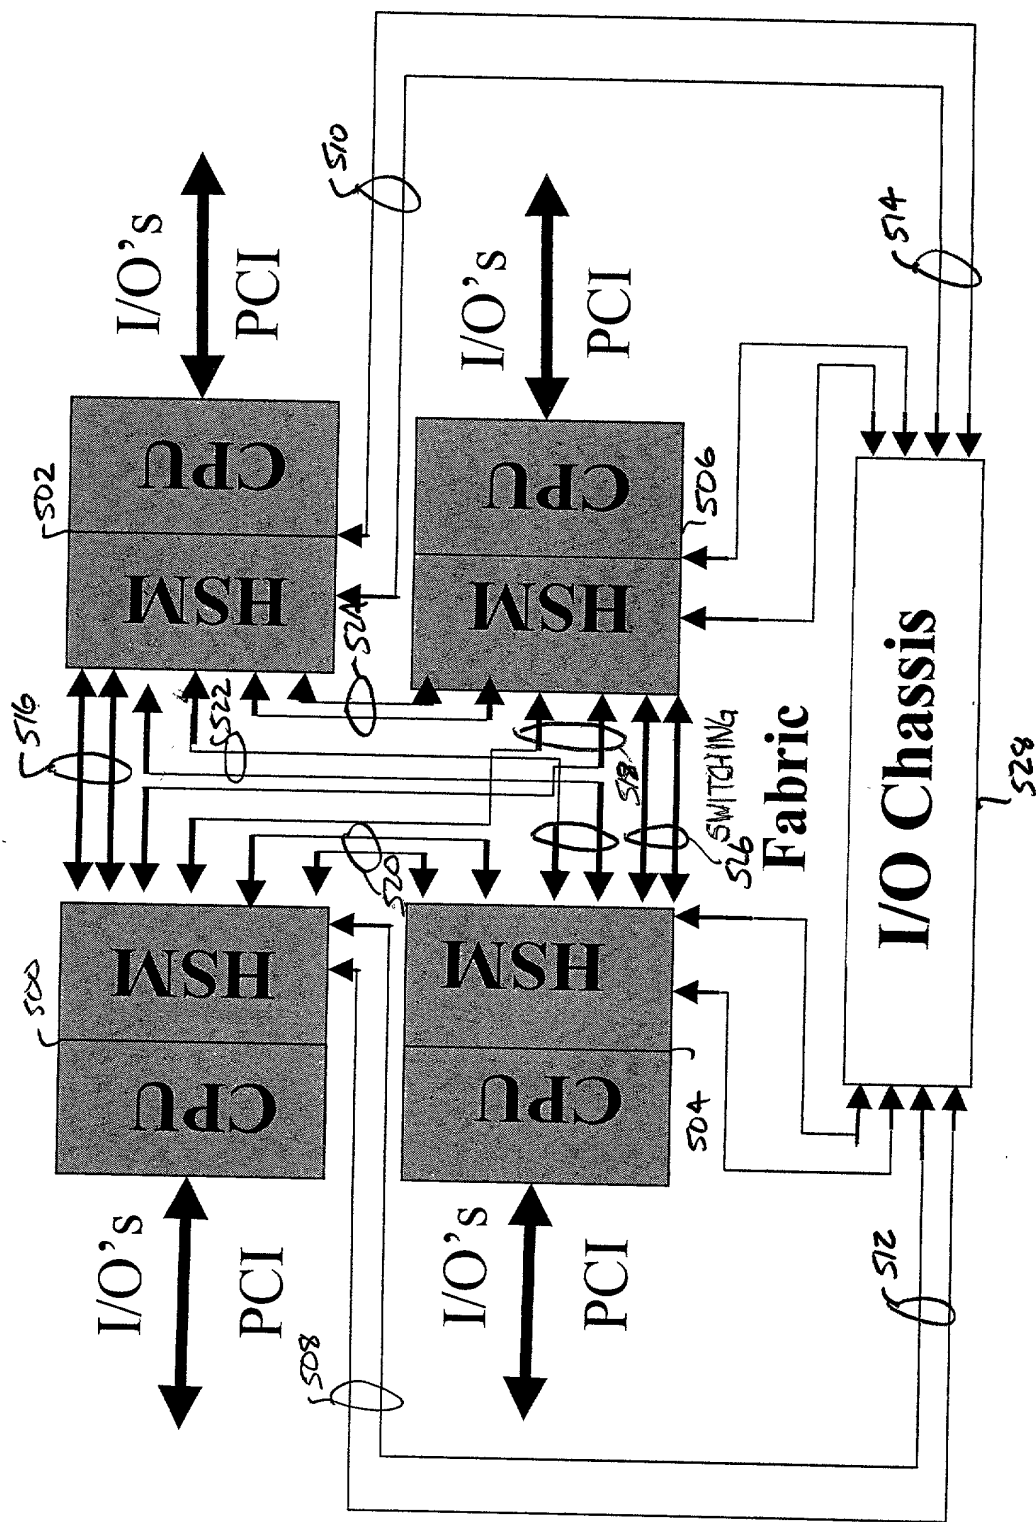 500
516
502
I/O's
I/O's
CPU
HSM
HSM
CPU
PCI
PCI
522
508
510
524
520
I/O's
I/O's
CPU
HSM
HSM
CPU
PCI
PCI
518
504
506
526
SWITCHING
Fabric
512
I/O Chassis
514
528